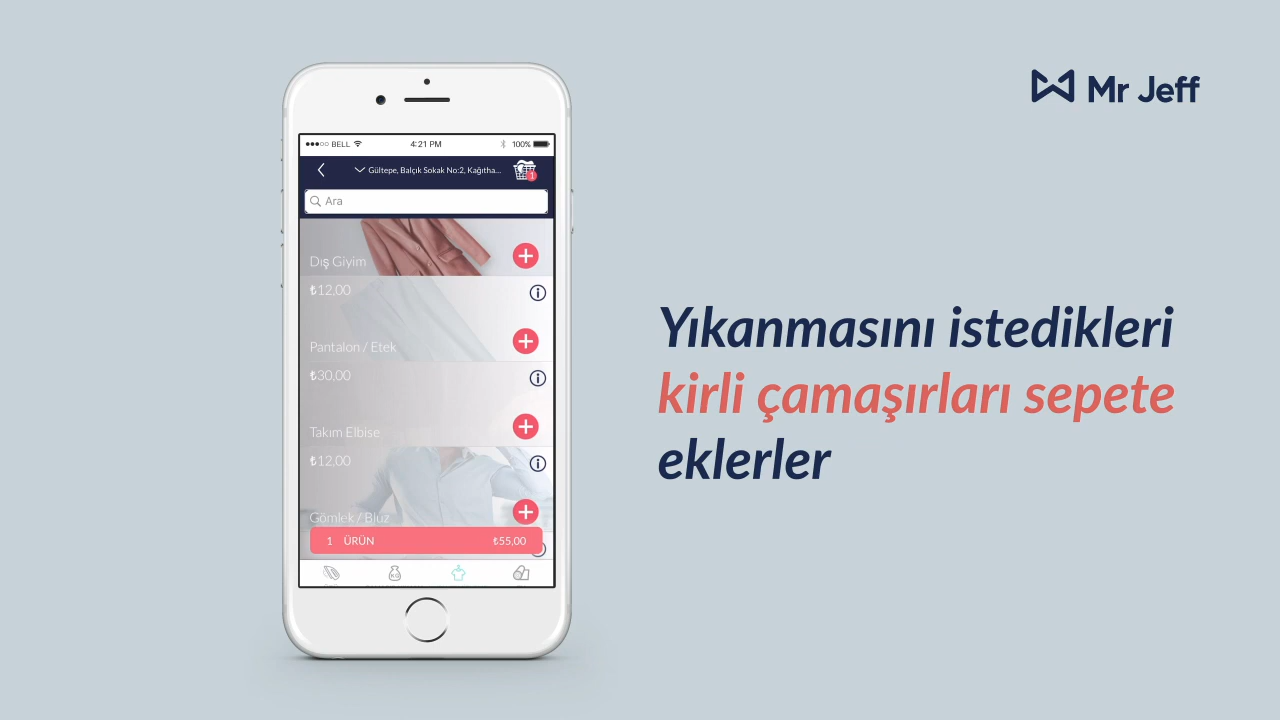 Mr Jeff
BELL
4:21 PM
100%
Gültepe, Balçık Sokak No:2, Kağıtha...
1
Ara
Dış Giyim
₺12,00
Pantalon / Etek
₺30,00
Takım Elbise
₺12,00
Gömlek / Bluz
1 ÜRÜN ₺55,00
KG
Yıkanmasını istedikleri
kirli çamaşırları sepete
eklerler